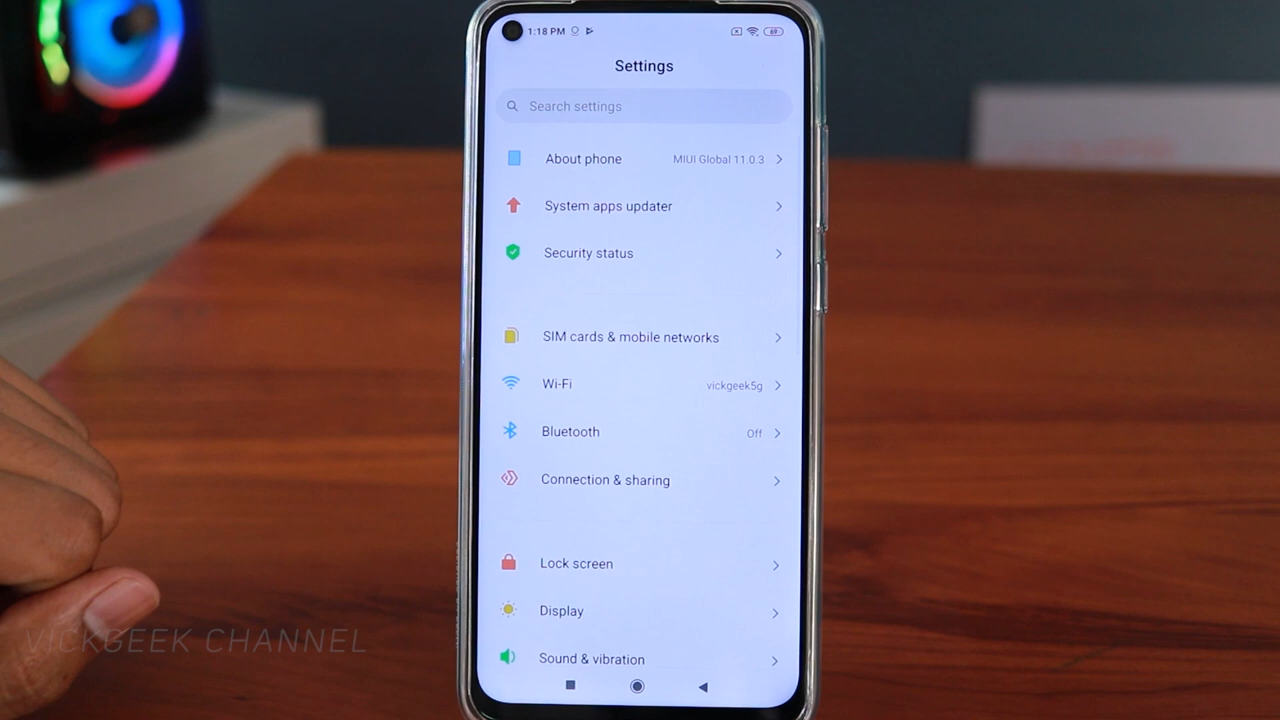 1:18 PM
69
Settings
Search settings
About phone
MIUI Global 11.0.3
System apps updater
Security status
SIM cards & mobile networks
Wi-Fi
vickgeek5g
Bluetooth
Off
Connection & sharing
Lock screen
Display
Sound & vibration
VICKGEEK CHANNEL